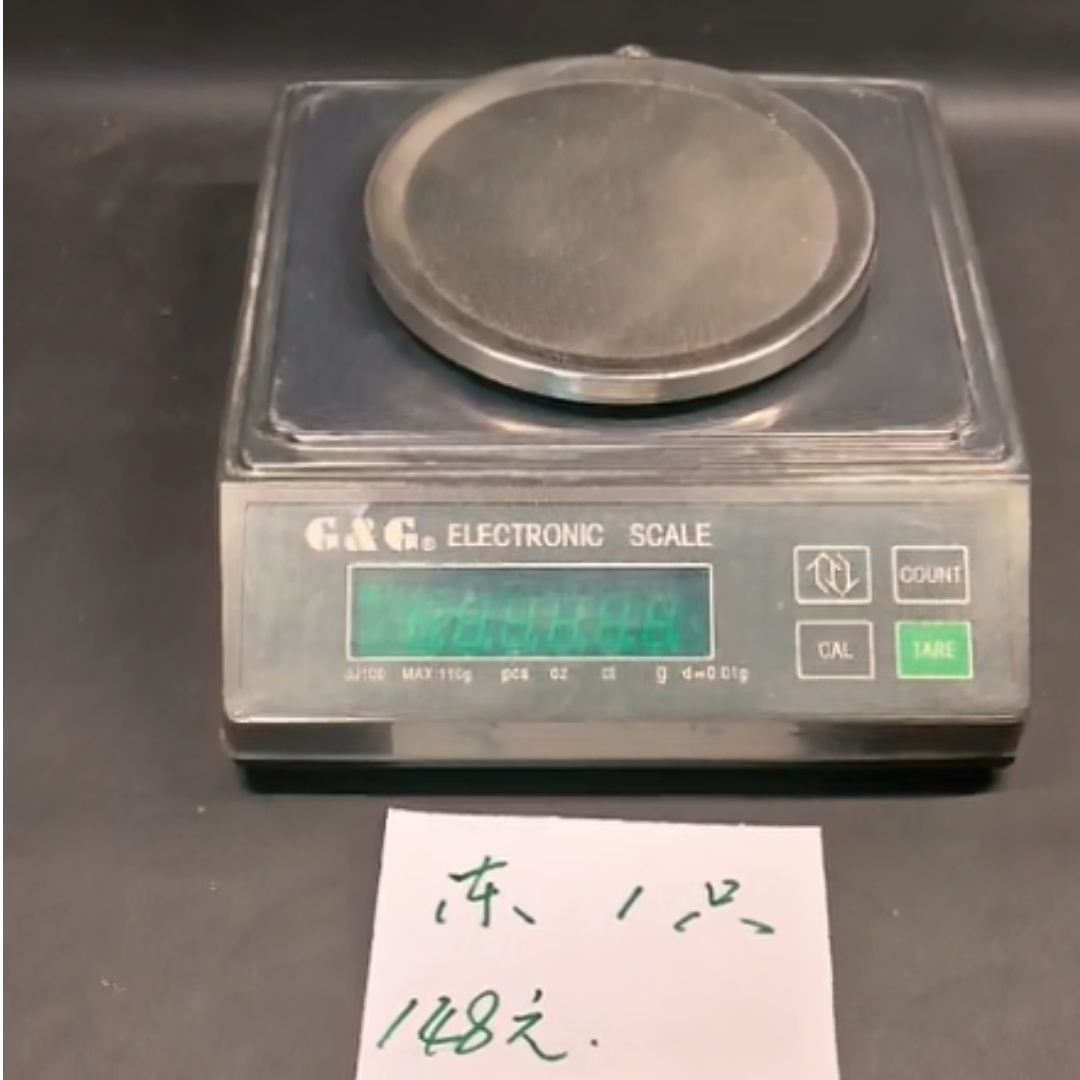 G&G® ELECTRONIC SCALE
COUNT
CAL TARE
JJ100 MAX:110g pcs oz ct g d=0.01g
东、1只
148元.